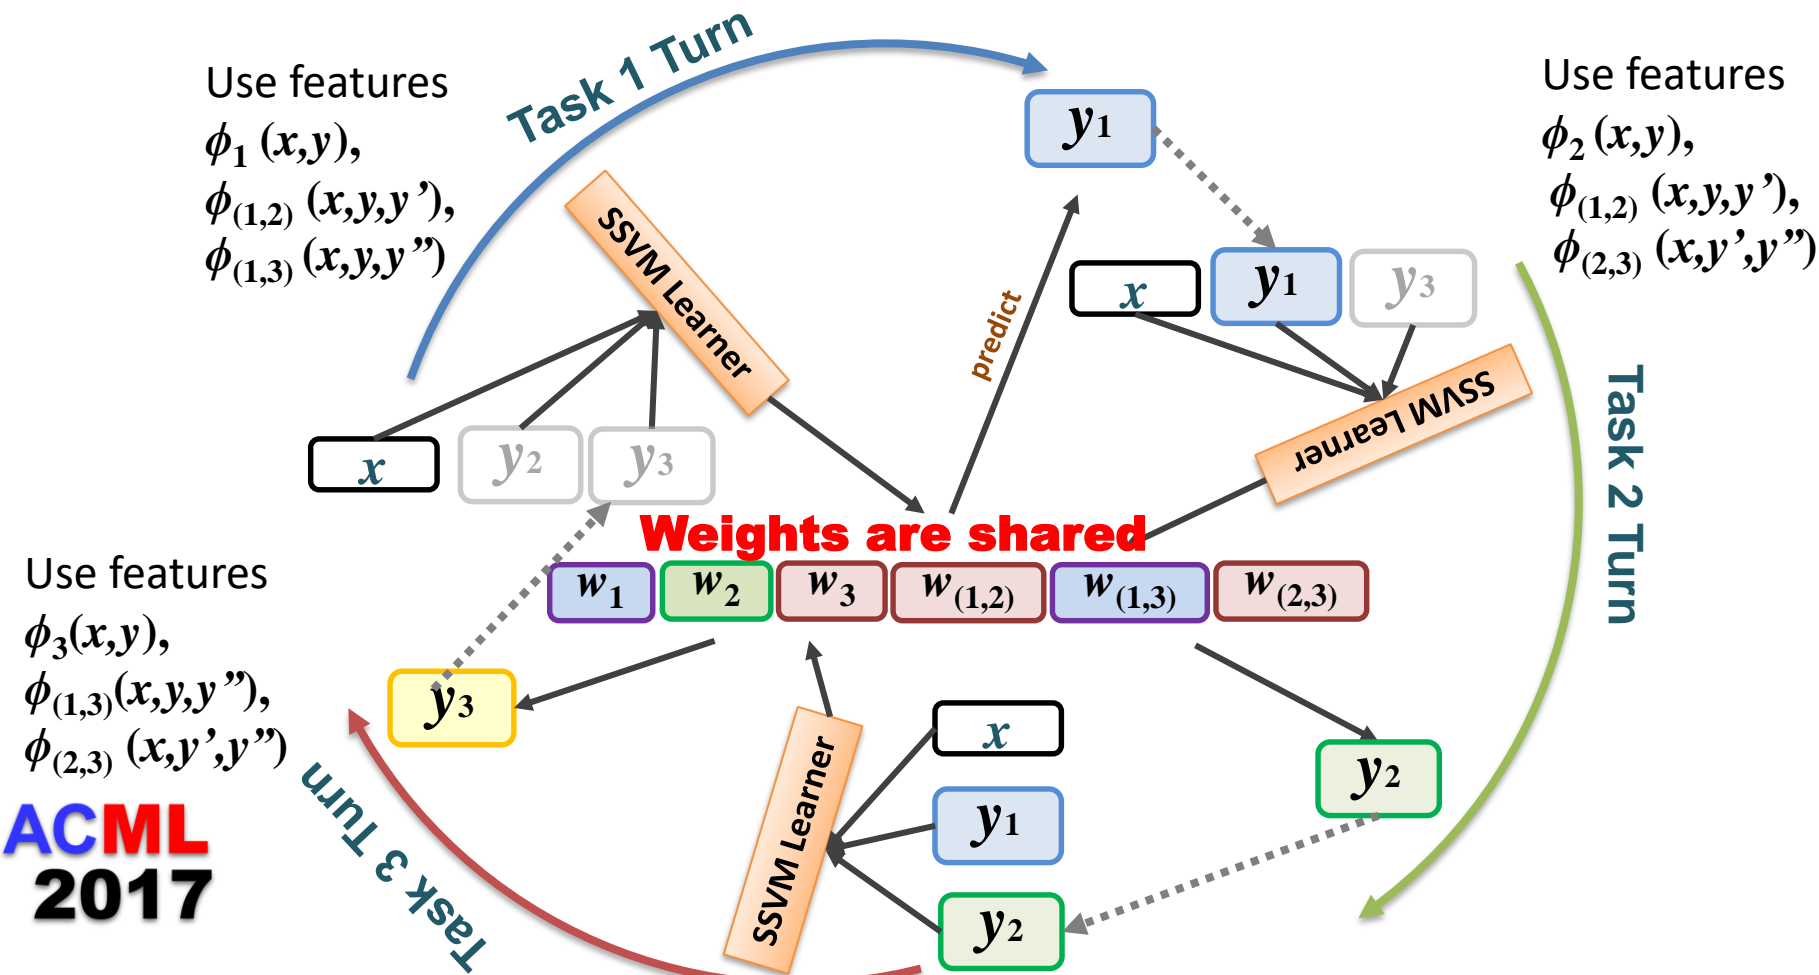 Task 1 Turn
Use features
ϕ1 (x,y),
ϕ(1,2) (x,y,y’),
ϕ(1,3) (x,y,y”)
SSVM Learner
x
y2
y3
y1
predict
Use features
ϕ2 (x,y),
ϕ(1,2) (x,y,y’),
ϕ(2,3) (x,y’,y”)
x
y1
y3
SSVM Learner
Task 2 Turn
Weights are shared
w1 w2 w3 w(1,2) w(1,3) w(2,3)
Use features
ϕ3(x,y),
ϕ(1,3)(x,y,y”),
ϕ(2,3) (x,y’,y”)
y3
SSVM Learner
x
y1
y2
y2
Task 3 Turn
ACML
2017